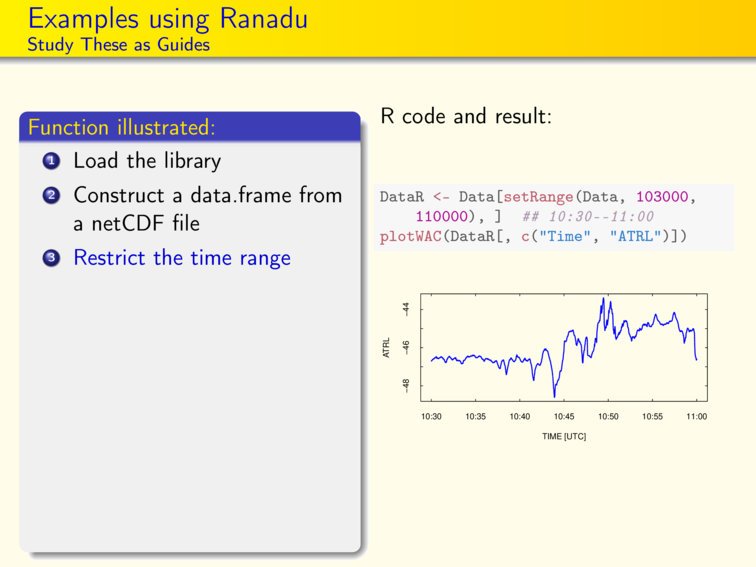 Examples using Ranadu
Study These as Guides
Function illustrated:
1 Load the library
2 Construct a data.frame from
a netCDF file
3 Restrict the time range
R code and result:
DataR <- Data[setRange(Data, 103000,
110000), ] ## 10:30--11:00
plotWAC(DataR[, c("Time", "ATRL")])
ATRL
-44
-46
-48
10:30 10:35 10:40 10:45 10:50 10:55 11:00
TIME [UTC]